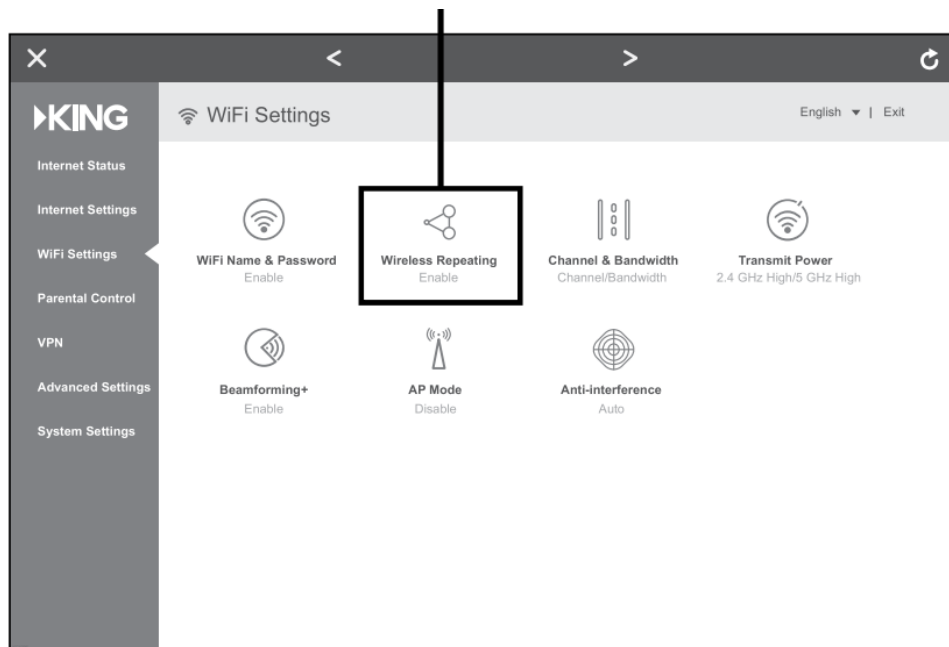 KING
WiFi Settings
English | Exit
Internet Status
Internet Settings
WiFi Settings
Parental Control
VPN
Advanced Settings
System Settings
WiFi Name & Password
Enable
Wireless Repeating
Enable
Channel & Bandwidth
Channel/Bandwidth
Transmit Power
2.4 GHz High/5 GHz High
Beamforming+
Enable
AP Mode
Disable
Anti-interference
Auto